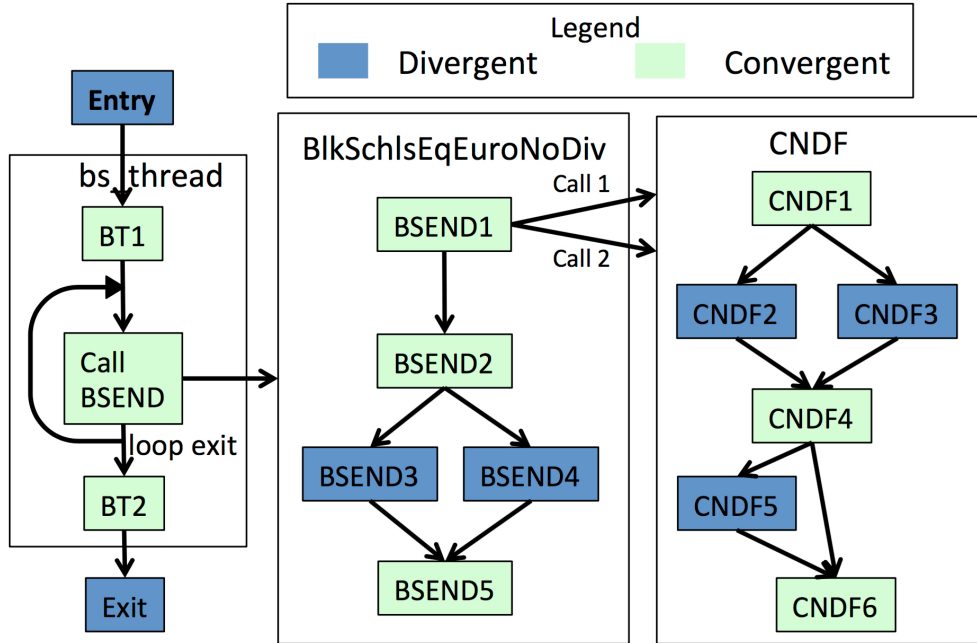 Legend
Divergent
Convergent
Entry
bs_thread
BT1
Call
BSEND
loop exit
BT2
Exit
BlkSchlsEqEuroNoDiv
Call 1
Call 2
BSEND1
BSEND2
BSEND3
BSEND4
BSEND5
CNDF
CNDF1
CNDF2
CNDF3
CNDF4
CNDF5
CNDF6